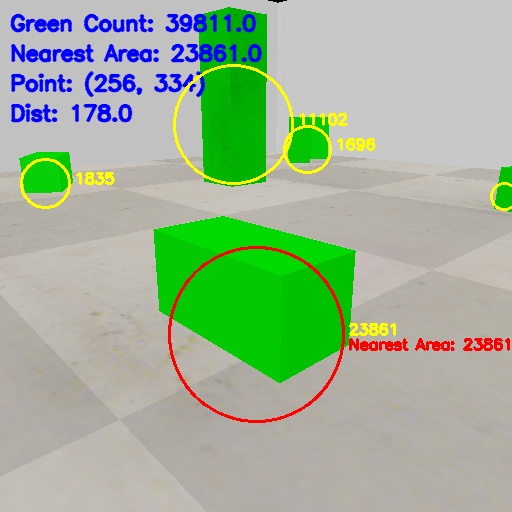 Green Count: 39811.0
Nearest Area: 23861.0
Point: (256, 334)
Dist: 178.0
11102
1696
1835
23861
Nearest Area: 23861